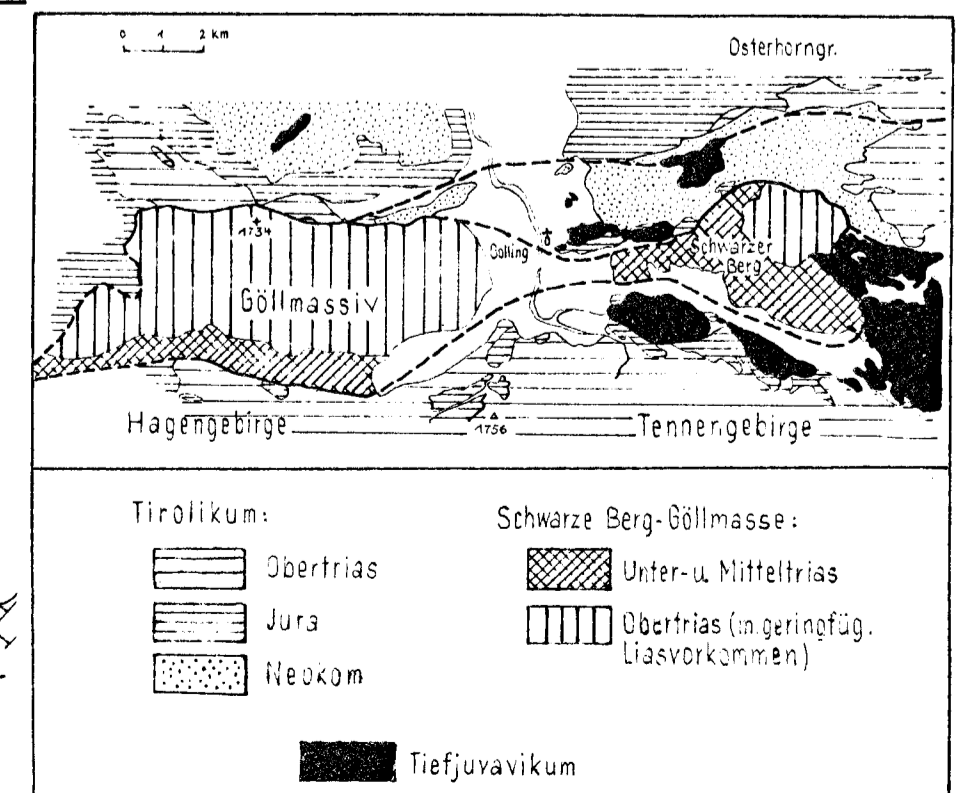 0 1 2 km
Osterhorngr.
1734
Golling
Schwarzer
Berg
Göllmassiv
Hagengebirge
1756
Tennengebirge
Tirolikum:
Schwarze Berg-Göllmasse:
Obertrias
Unter-u. Mitteltrias
Jura
Obertrias (m. geringfüg.
Liasvorkommen)
Neokom
Tiefjuvavikum